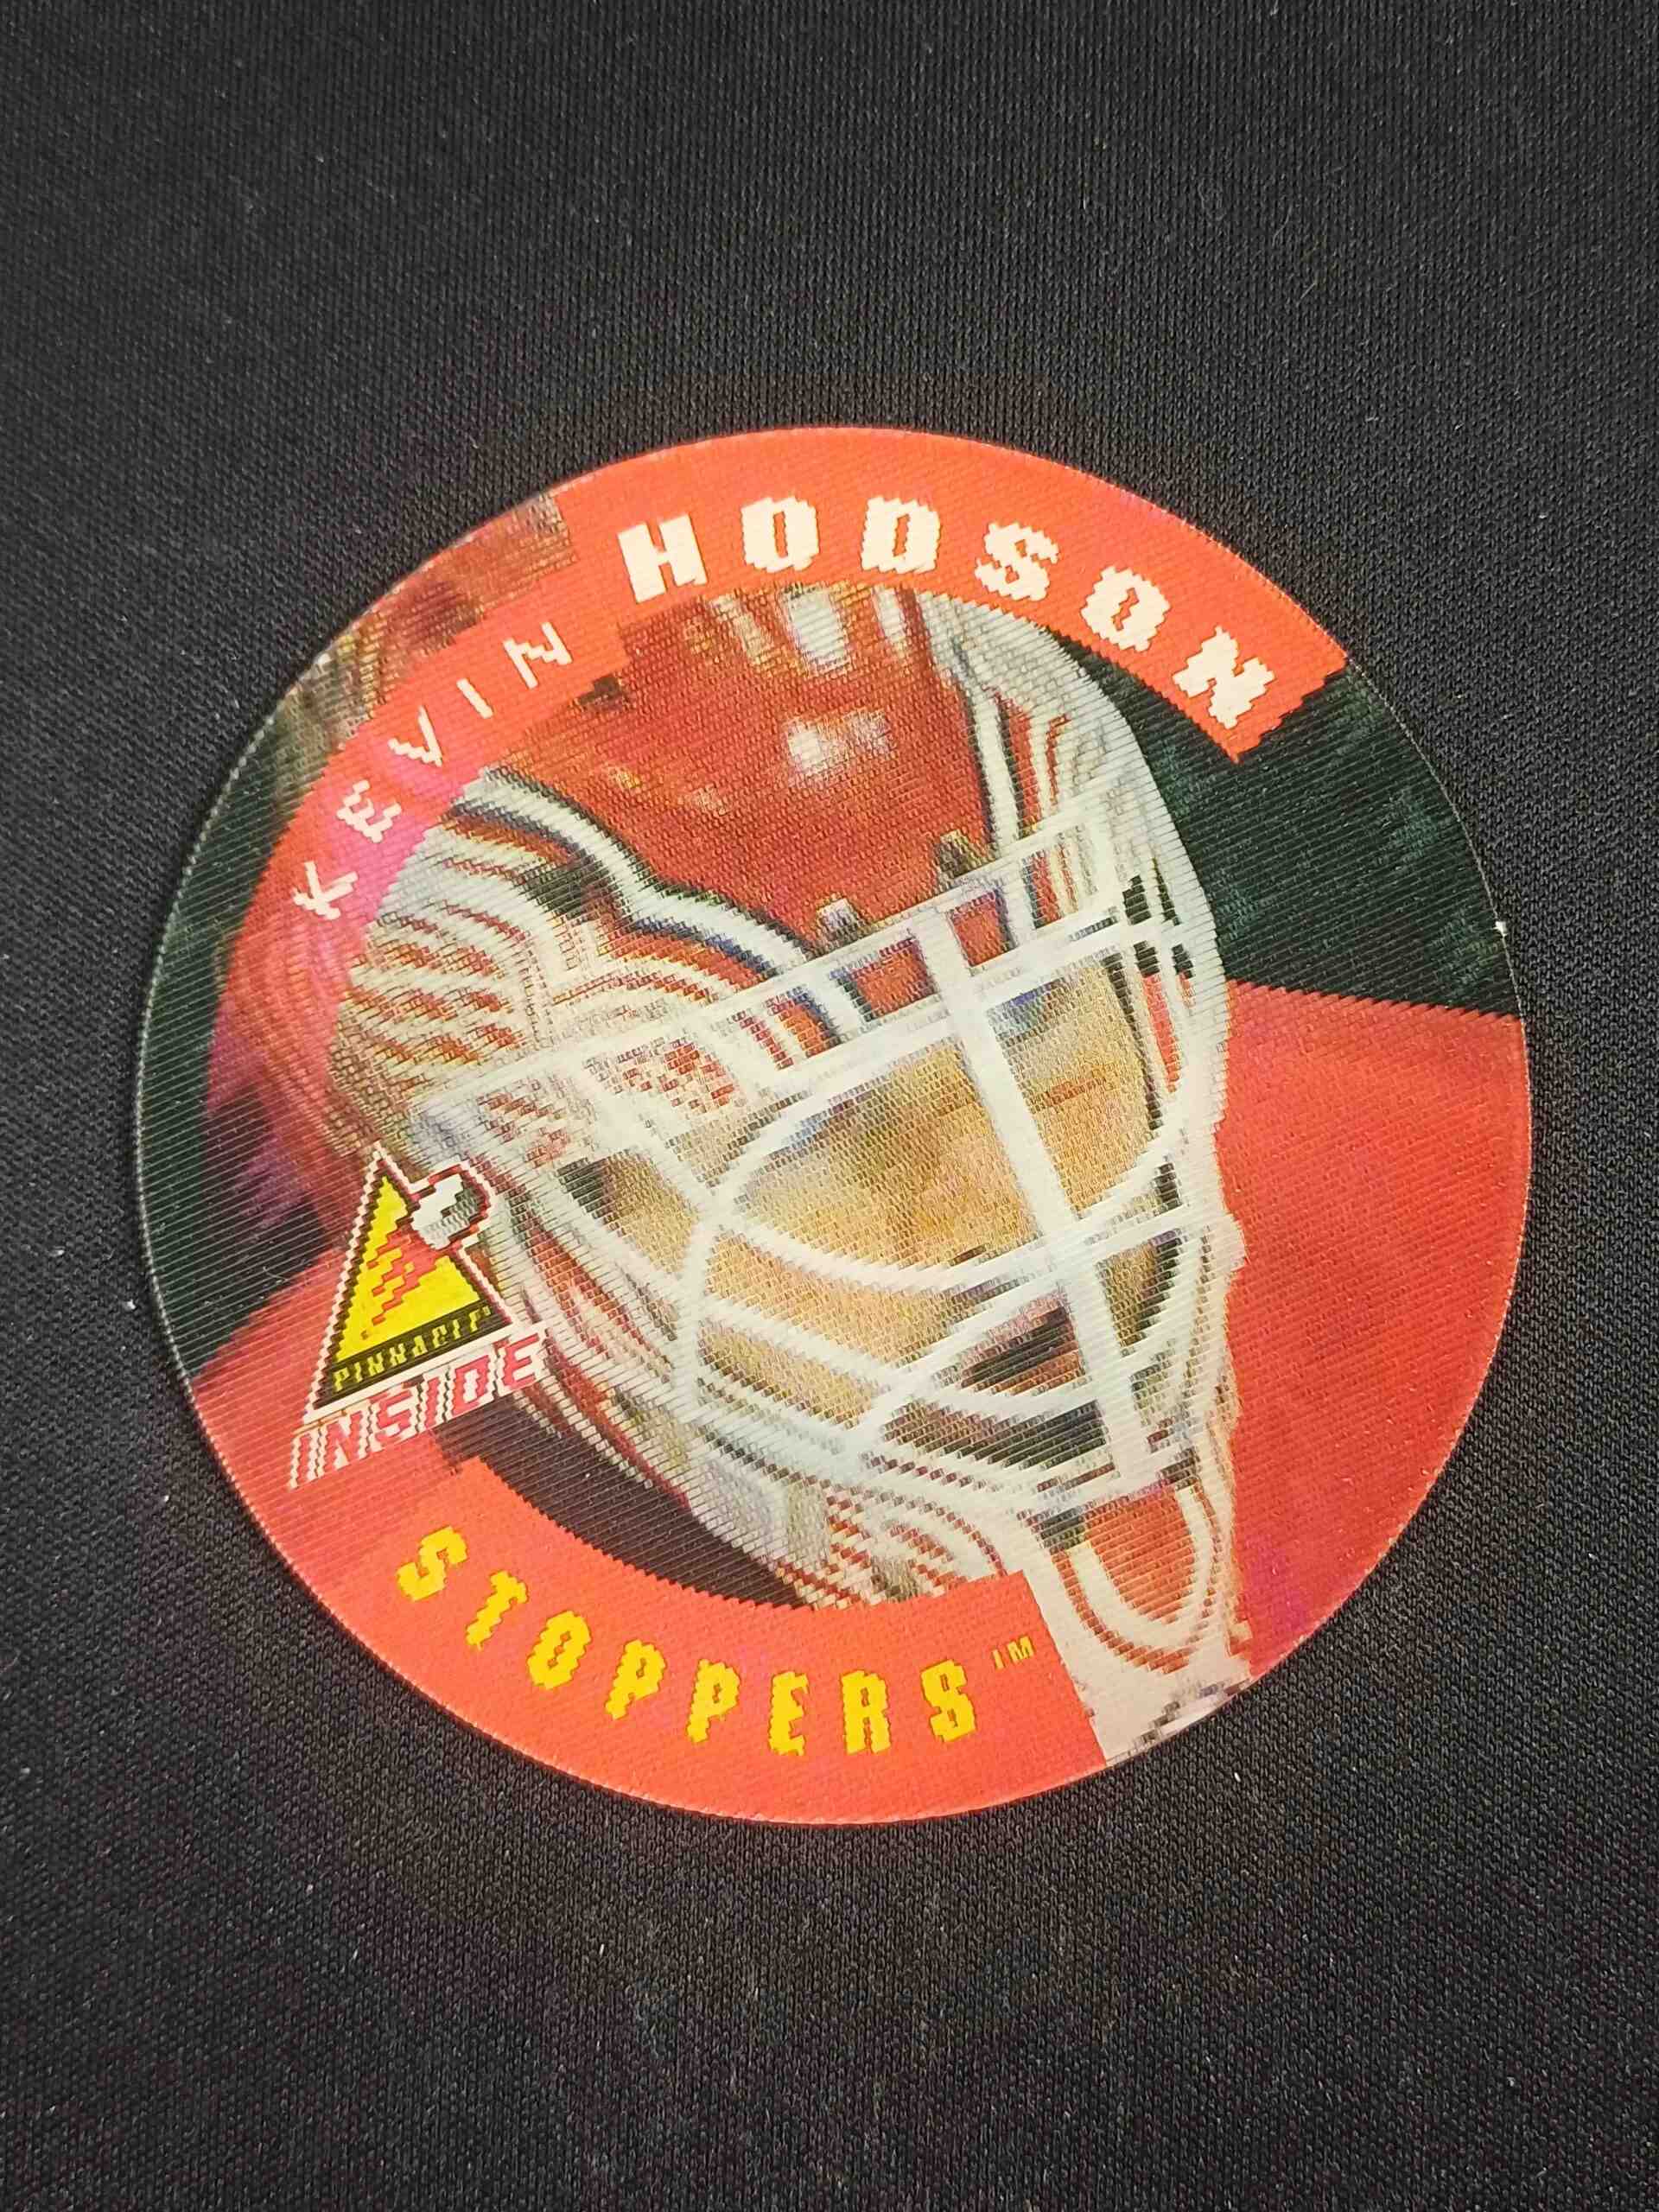 KEVIN HODSON
PINNACLE
INSIDE
STOPPERS™